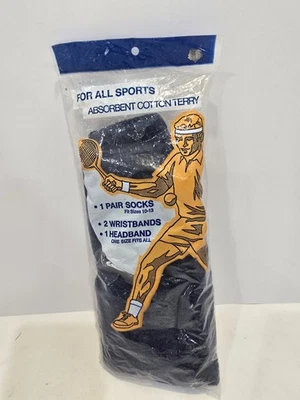 FOR ALL SPORTS
ABSORBENT COTTON TERRY
• 1 PAIR SOCKS
Fit Sizes 10-13
• 2 WRISTBANDS
• 1 HEADBAND
ONE SIZE FITS ALL